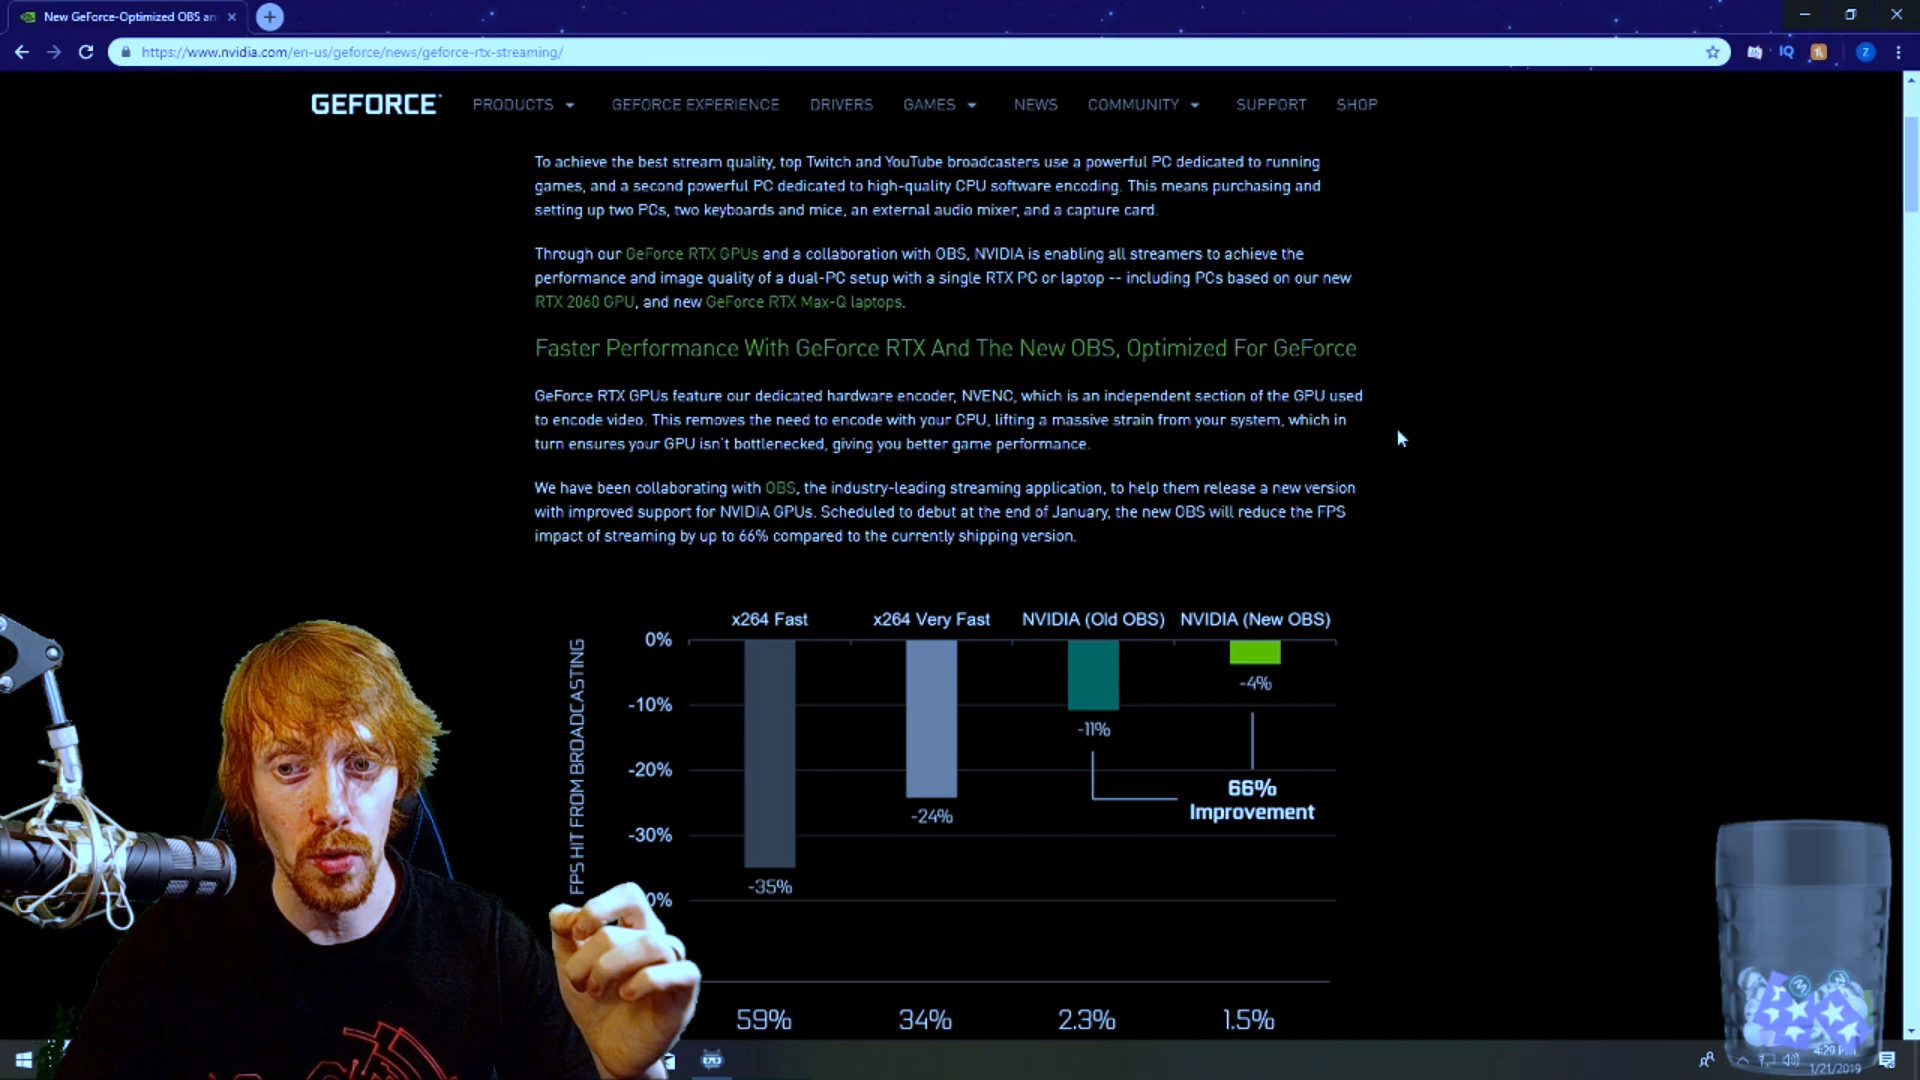 New GeForce-Optimized OBS an
https://www.nvidia.com/en-us/geforce/news/geforce-rtx-streaming/
IQ
Z
GEFORCE PRODUCTS GEFORCE EXPERIENCE DRIVERS GAMES NEWS COMMUNITY SUPPORT SHOP
To achieve the best stream quality, top Twitch and YouTube broadcasters use a powerful PC dedicated to running
games, and a second powerful PC dedicated to high-quality CPU software encoding. This means purchasing and
setting up two PCs, two keyboards and mice, an external audio mixer, and a capture card.
Through our GeForce RTX GPUs and a collaboration with OBS, NVIDIA is enabling all streamers to achieve the
performance and image quality of a dual-PC setup with a single RTX PC or laptop -- including PCs based on our new
RTX 2060 GPU, and new GeForce RTX Max-Q laptops.
Faster Performance With GeForce RTX And The New OBS, Optimized For GeForce
GeForce RTX GPUs feature our dedicated hardware encoder, NVENC, which is an independent section of the GPU used
to encode video. This removes the need to encode with your CPU, lifting a massive strain from your system, which in
turn ensures your GPU isn't bottlenecked, giving you better game performance.
We have been collaborating with OBS, the industry-leading streaming application, to help them release a new version
with improved support for NVIDIA GPUs. Scheduled to debut at the end of January, the new OBS will reduce the FPS
impact of streaming by up to 66% compared to the currently shipping version.
x264 Fast x264 Very Fast NVIDIA (Old OBS) NVIDIA (New OBS)
FPS HIT FROM BROADCASTING
0%
-4%
-10%
-11%
-20%
66%
Improvement
-24%
-30%
-35%
0%
59% 34% 2.3% 1.5%
4:29 P
1/21/2019